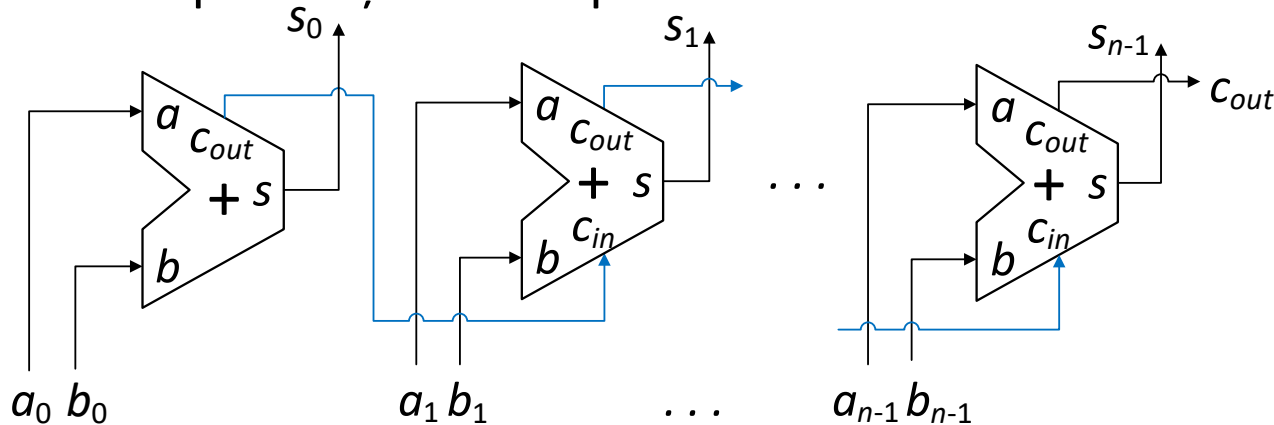 s0 s1 sn-1
a cout + s b
a cout + s cin b
. . .
a cout + s cin b
cout
a0 b0 a1 b1 . . . an-1 bn-1